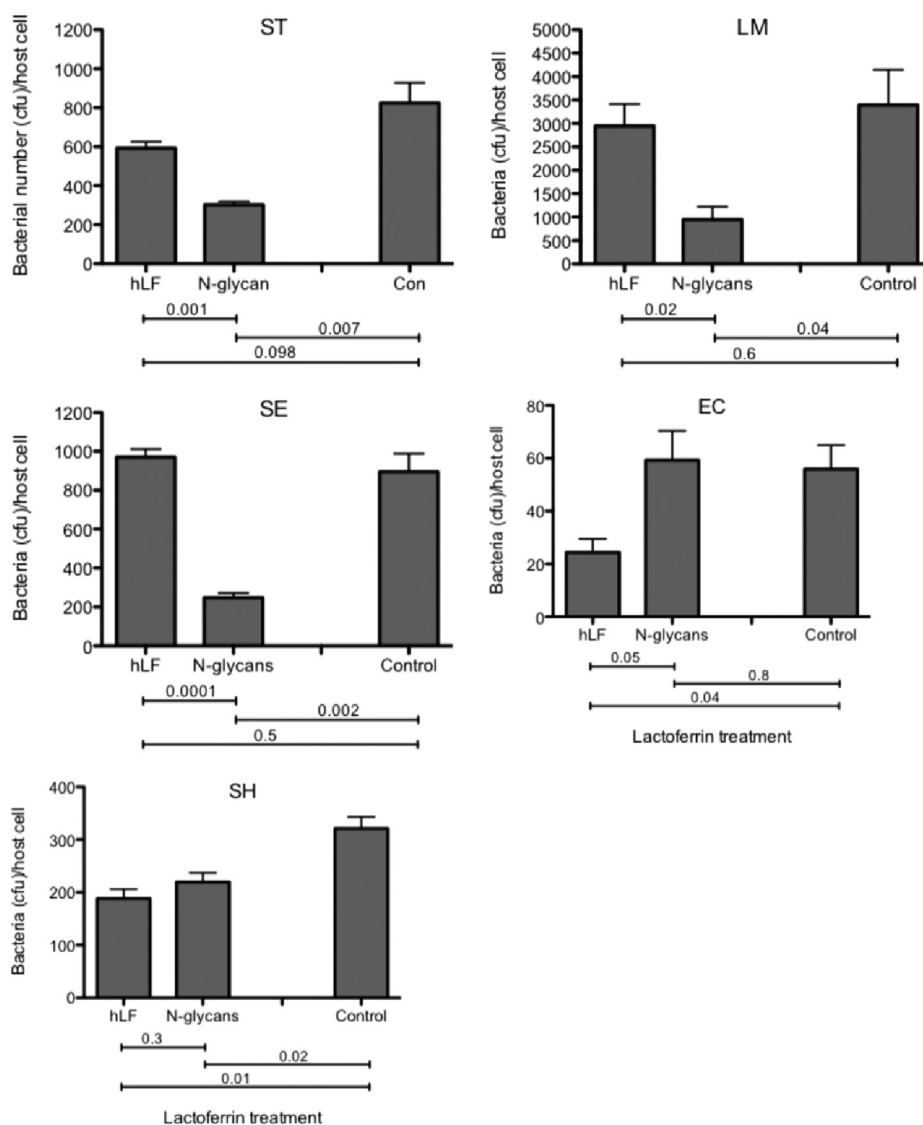 ST
Bacterial number (cfu)/host cell
1200
1000
800
600
400
200
0
hLF N-glycan Con
0.001
0.007
0.098
LM
Bacteria (cfu)/host cell
5000
4500
4000
3500
3000
2500
2000
1500
1000
500
0
hLF N-glycans Control
0.02
0.04
0.6
SE
Bacteria (cfu)/host cell
1200
1000
800
600
400
200
0
hLF N-glycans Control
0.0001
0.002
0.5
EC
Bacteria (cfu)/host cell
80
60
40
20
0
hLF N-glycans Control
0.05
0.8
0.04
Lactoferrin treatment
SH
Bacteria (cfu)/host cell
400
300
200
100
0
hLF N-glycans Control
0.3
0.02
0.01
Lactoferrin treatment